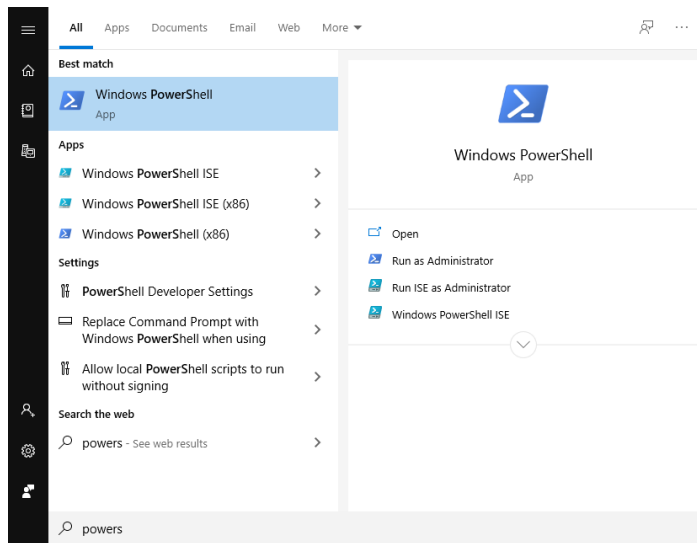 All Apps Documents Email Web More
Best match
Windows PowerShell
App
Apps
Windows PowerShell ISE
Windows PowerShell ISE (x86)
Windows PowerShell (x86)
Settings
PowerShell Developer Settings
Replace Command Prompt with
Windows PowerShell when using
Allow local PowerShell scripts to run
without signing
Search the web
powers - See web results
Windows PowerShell
App
Open
Run as Administrator
Run ISE as Administrator
Windows PowerShell ISE
powers